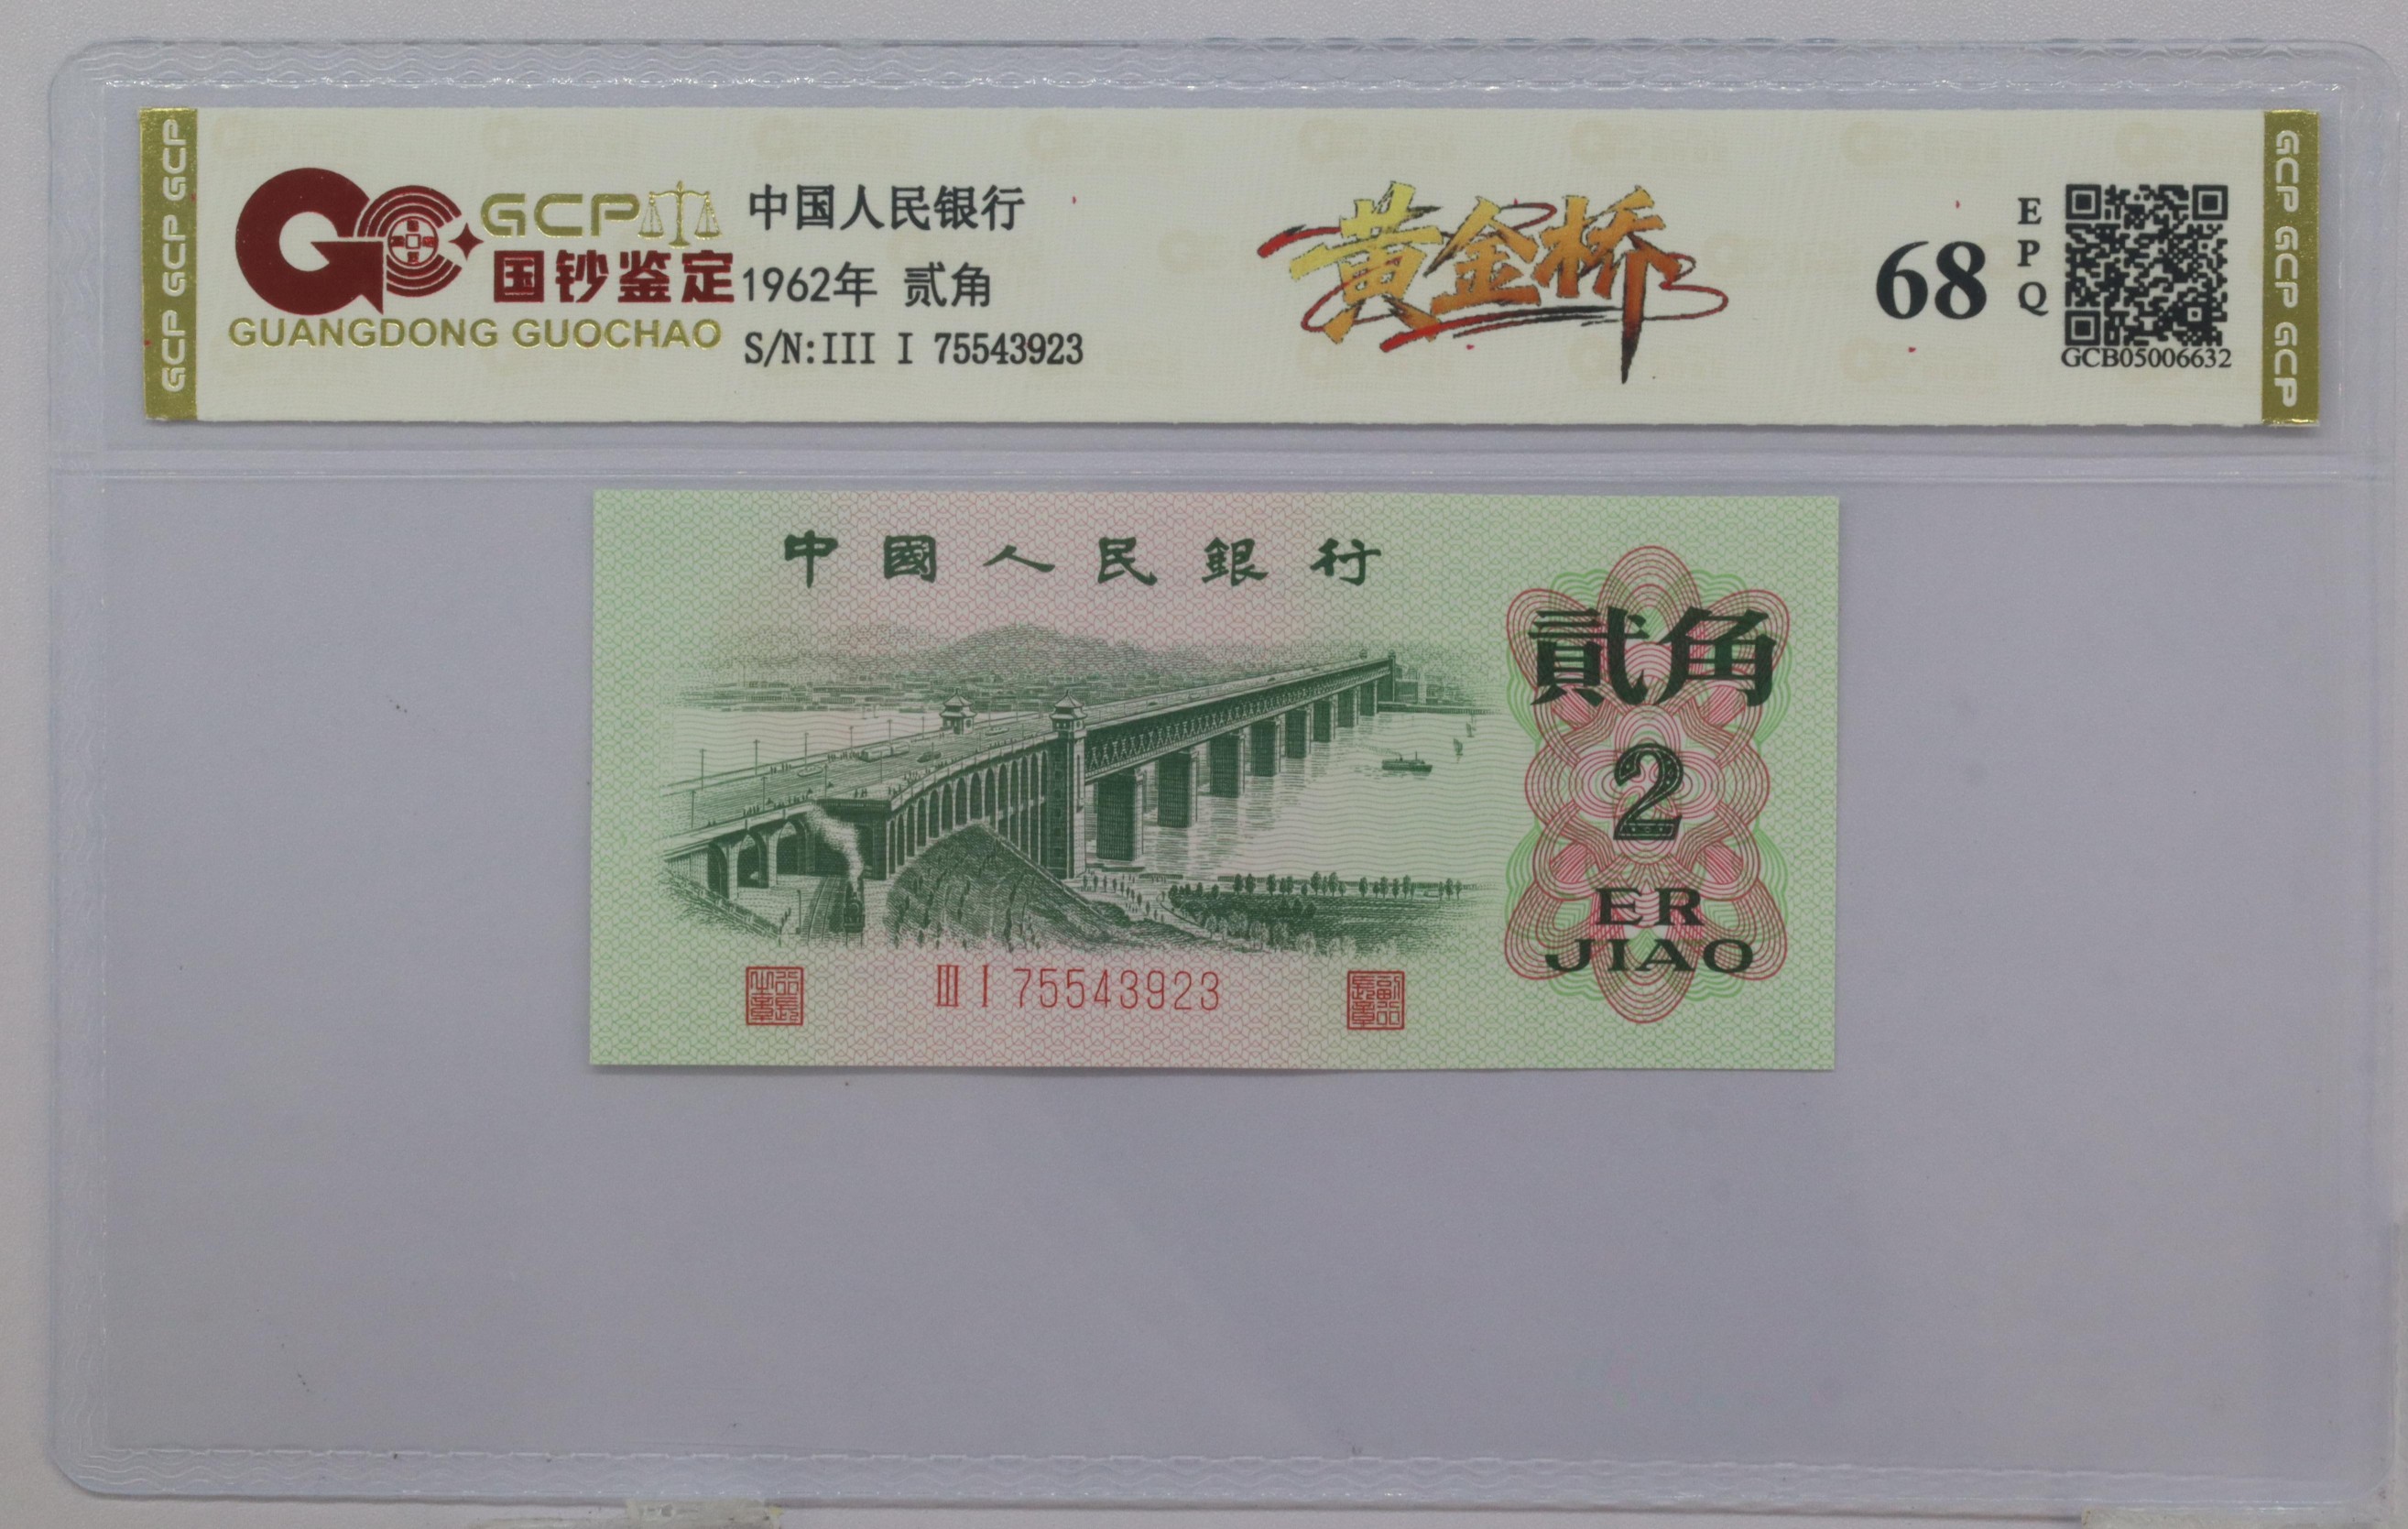 GCP GCP GCP
GCP
国钞鉴定
GUANGDONG GUOCHAO
中国人民银行
1962年 贰角
S/N:III I 75543923
黄金桥
68
EPQ
GCB05006632
GCP GCP GCP
中國人民銀行
貳角
2
ER
JIAO
III I 75543923